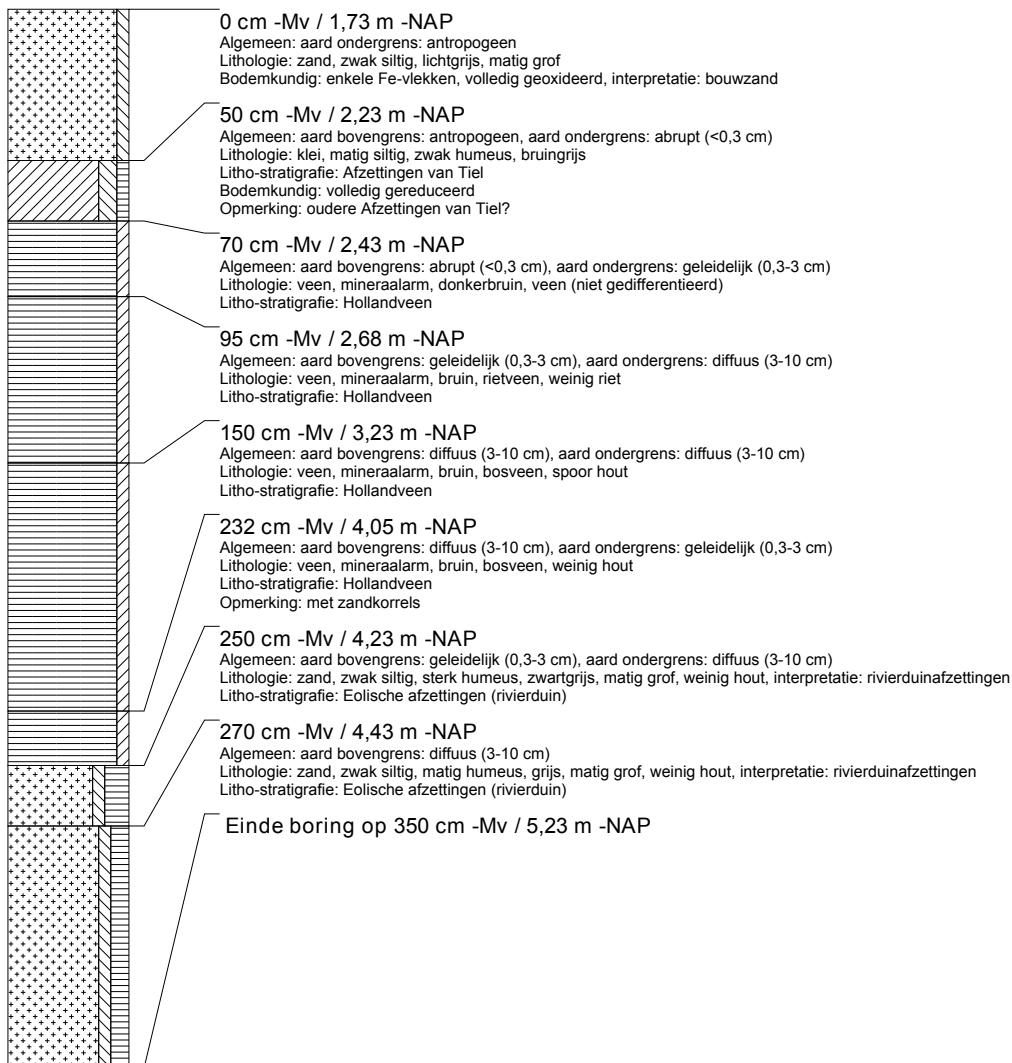 0 cm -Mv / 1,73 m -NAP
Algemeen: aard ondergrens: antropogeen
Lithologie: zand, zwak siltig, lichtgrijs, matig grof
Bodemkundig: enkele Fe-vlekken, volledig geoxideerd, interpretatie: bouwzand
50 cm -Mv / 2,23 m -NAP
Algemeen: aard bovengrens: antropogeen, aard ondergrens: abrupt (<0,3 cm)
Lithologie: klei, matig siltig, zwak humeus, bruingrijs
Litho-stratigrafie: Afzettingen van Tiel
Bodemkundig: volledig gereduceerd
Opmerking: oudere Afzettingen van Tiel?
70 cm -Mv / 2,43 m -NAP
Algemeen: aard bovengrens: abrupt (<0,3 cm), aard ondergrens: geleidelijk (0,3-3 cm)
Lithologie: veen, mineraalarm, donkerbruin, veen (niet gedifferentieerd)
Litho-stratigrafie: Hollandveen
95 cm -Mv / 2,68 m -NAP
Algemeen: aard bovengrens: geleidelijk (0,3-3 cm), aard ondergrens: diffuus (3-10 cm)
Lithologie: veen, mineraalarm, bruin, rietveen, weinig riet
Litho-stratigrafie: Hollandveen
150 cm -Mv / 3,23 m -NAP
Algemeen: aard bovengrens: diffuus (3-10 cm), aard ondergrens: diffuus (3-10 cm)
Lithologie: veen, mineraalarm, bruin, bosveen, spoor hout
Litho-stratigrafie: Hollandveen
232 cm -Mv / 4,05 m -NAP
Algemeen: aard bovengrens: diffuus (3-10 cm), aard ondergrens: geleidelijk (0,3-3 cm)
Lithologie: veen, mineraalarm, bruin, bosveen, weinig hout
Litho-stratigrafie: Hollandveen
Opmerking: met zandkorrels
250 cm -Mv / 4,23 m -NAP
Algemeen: aard bovengrens: geleidelijk (0,3-3 cm), aard ondergrens: diffuus (3-10 cm)
Lithologie: zand, zwak siltig, sterk humeus, zwartgrijs, matig grof, weinig hout, interpretatie: rivierduinafzettingen
Litho-stratigrafie: Eolische afzettingen (rivierduin)
270 cm -Mv / 4,43 m -NAP
Algemeen: aard bovengrens: diffuus (3-10 cm)
Lithologie: zand, zwak siltig, matig humeus, grijs, matig grof, weinig hout, interpretatie: rivierduinafzettingen
Litho-stratigrafie: Eolische afzettingen (rivierduin)
Einde boring op 350 cm -Mv / 5,23 m -NAP